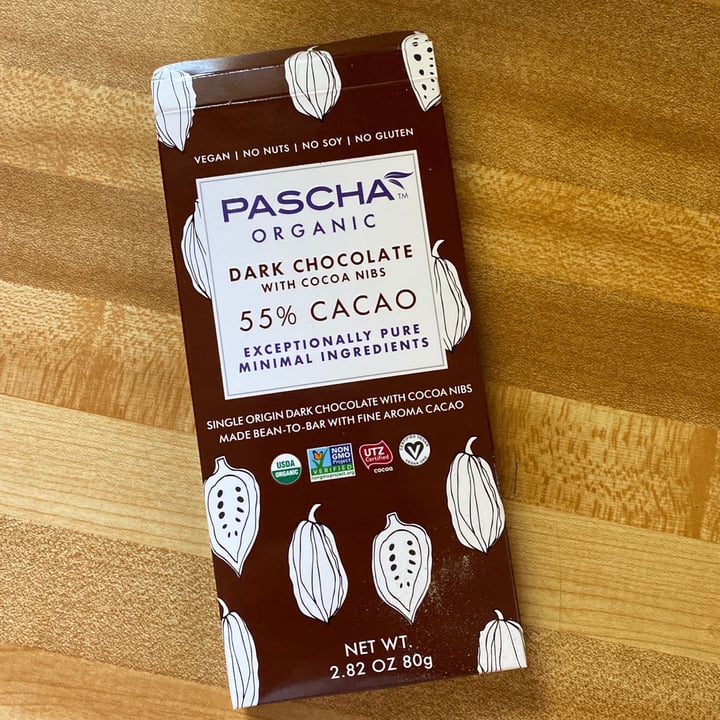 VEGAN | NO NUTS | NO SOY | NO GLUTEN
PASCHA™
ORGANIC
DARK CHOCOLATE
WITH COCOA NIBS
55% CACAO
EXCEPTIONALLY PURE
MINIMAL INGREDIENTS
SINGLE ORIGIN DARK CHOCOLATE WITH COCOA NIBS
MADE BEAN-TO-BAR WITH FINE AROMA CACAO
USDA
ORGANIC
NON
GMO
Project
VERIFIED
nongmoproject.org
UTZ
Certified
cocoa
NET WT.
2.82 OZ 80g